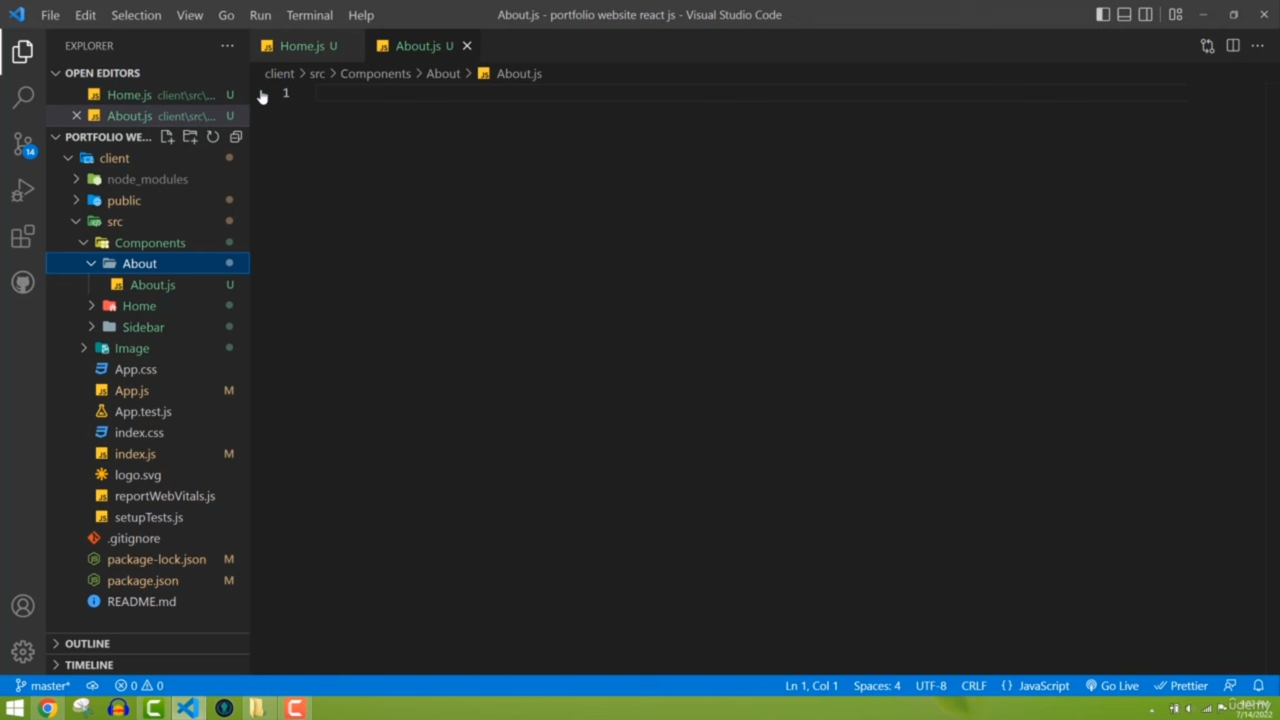 File Edit Selection View Go Run Terminal Help About.js - portfolio website react js - Visual Studio Code
EXPLORER
Home.js U About.js U
OPEN EDITORS
client > src > Components > About > About.js
Home.js client\src\... U
1
About.js client\src\... U
PORTFOLIO WE...
client
node_modules
public
src
Components
About
About.js U
Home
Sidebar
Image
App.css
App.js M
App.test.js
index.css
index.js M
logo.svg
reportWebVitals.js
setupTests.js
.gitignore
package-lock.json M
package.json M
README.md
OUTLINE
TIMELINE
14
master* 0 0 Ln 1, Col 1 Spaces: 4 UTF-8 CRLF {} JavaScript Go Live Prettier
udemy
7/14/2022